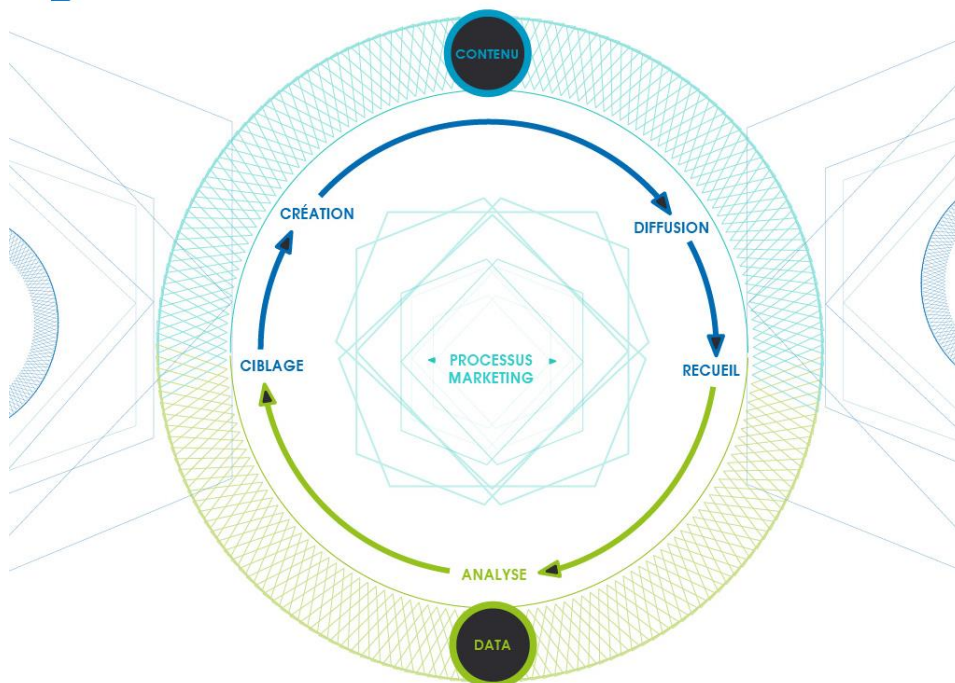 CONTENU
CRÉATION
DIFFUSION
PROCESSUS
MARKETING
CIBLAGE
RECUEIL
ANALYSE
DATA